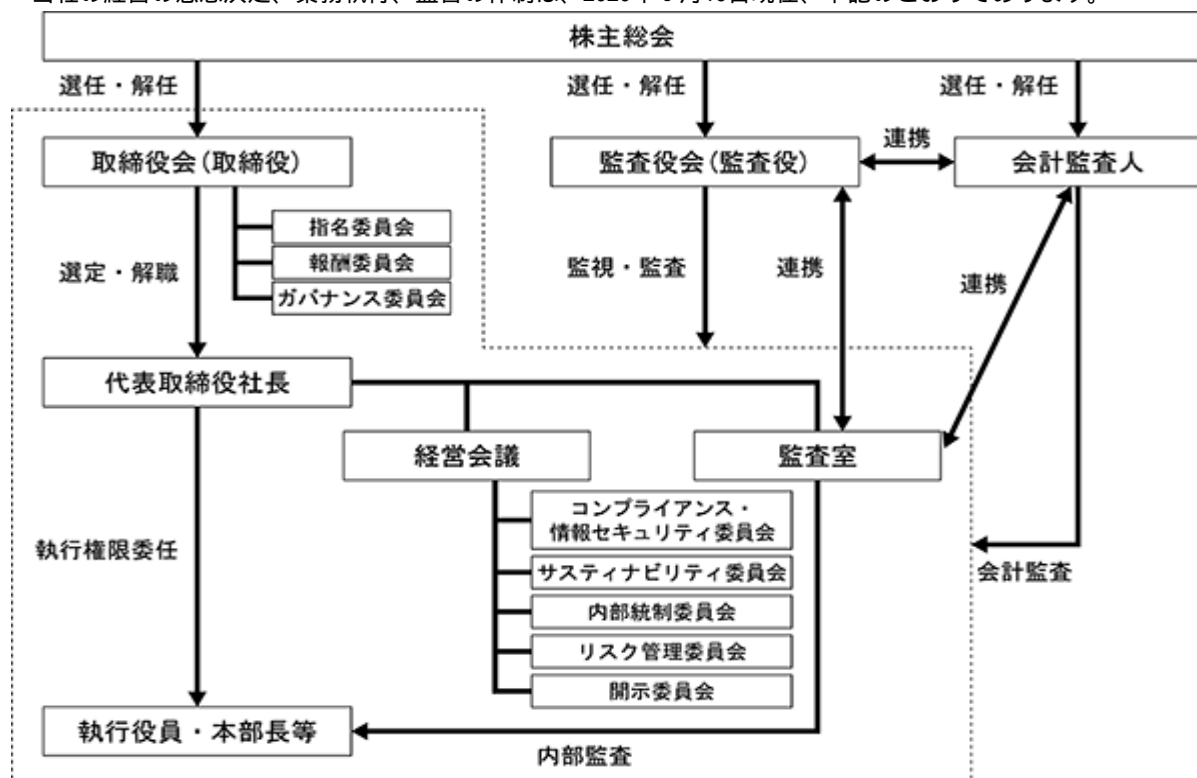 株主総会
選任・解任
選任・解任
選任・解任
取締役会(取締役)
監査役会(監査役)
連携
会計監査人
指名委員会
報酬委員会
ガバナンス委員会
選定・解職
監視・監査
連携
連携
代表取締役社長
経営会議
監査室
コンプライアンス・
情報セキュリティ委員会
サスティナビリティ委員会
内部統制委員会
リスク管理委員会
開示委員会
執行権限委任
会計監査
執行役員・本部長等
内部監査